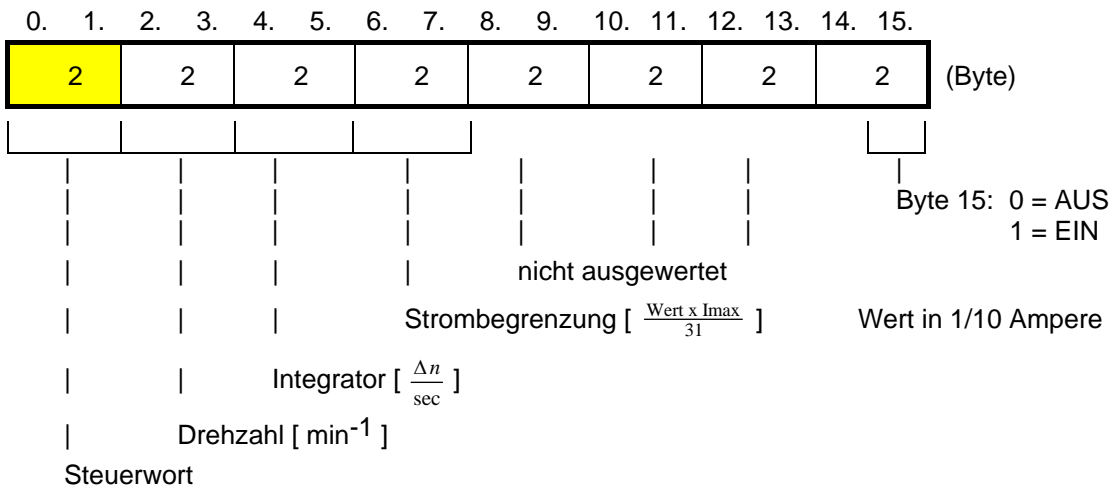 0. 1. 2. 3. 4. 5. 6. 7. 8. 9. 10. 11. 12. 13. 14. 15.
2 2 2 2 2 2 2 2 (Byte)
Byte 15: 0 = AUS
1 = EIN
nicht ausgewertet
Strombegrenzung [ Wert x Imax / 31 ] Wert in 1/10 Ampere
Integrator [ Δn / sec ]
Drehzahl [ min-1 ]
Steuerwort